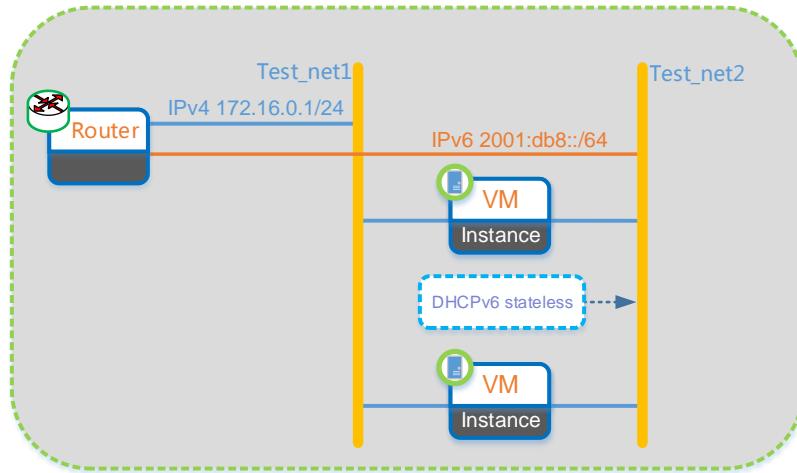 Test_net1
Test_net2
IPv4 172.16.0.1/24
Router
IPv6 2001:db8::/64
VM
Instance
DHCPv6 stateless
VM
Instance